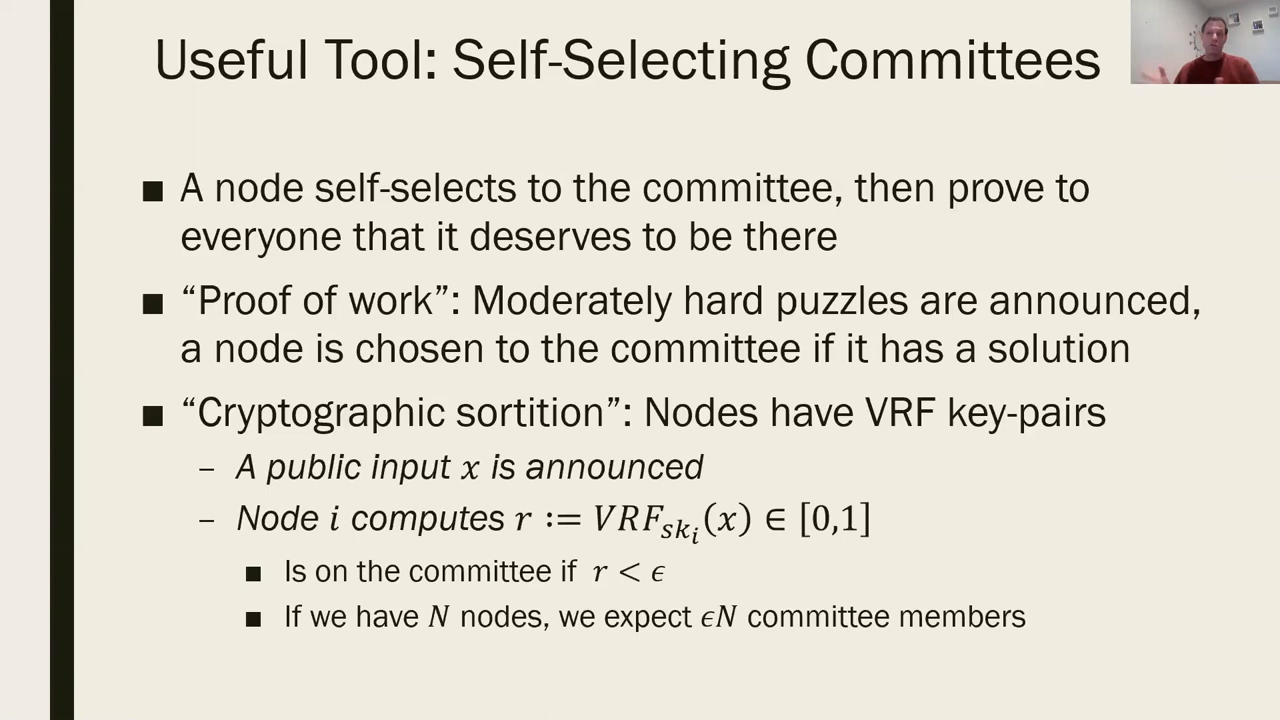 Useful Tool: Self-Selecting Committees
■ A node self-selects to the committee, then prove to
everyone that it deserves to be there
■ “Proof of work”: Moderately hard puzzles are announced,
a node is chosen to the committee if it has a solution
■ “Cryptographic sortition”: Nodes have VRF key-pairs
– A public input 𝑥 is announced
– Node 𝑖 computes 𝑟 ≔ 𝑉𝑅𝐹_{𝑠𝑘_𝑖}(𝑥) ∈ [0,1]
■ Is on the committee if 𝑟 < 𝜖
■ If we have 𝑁 nodes, we expect 𝜖𝑁 committee members